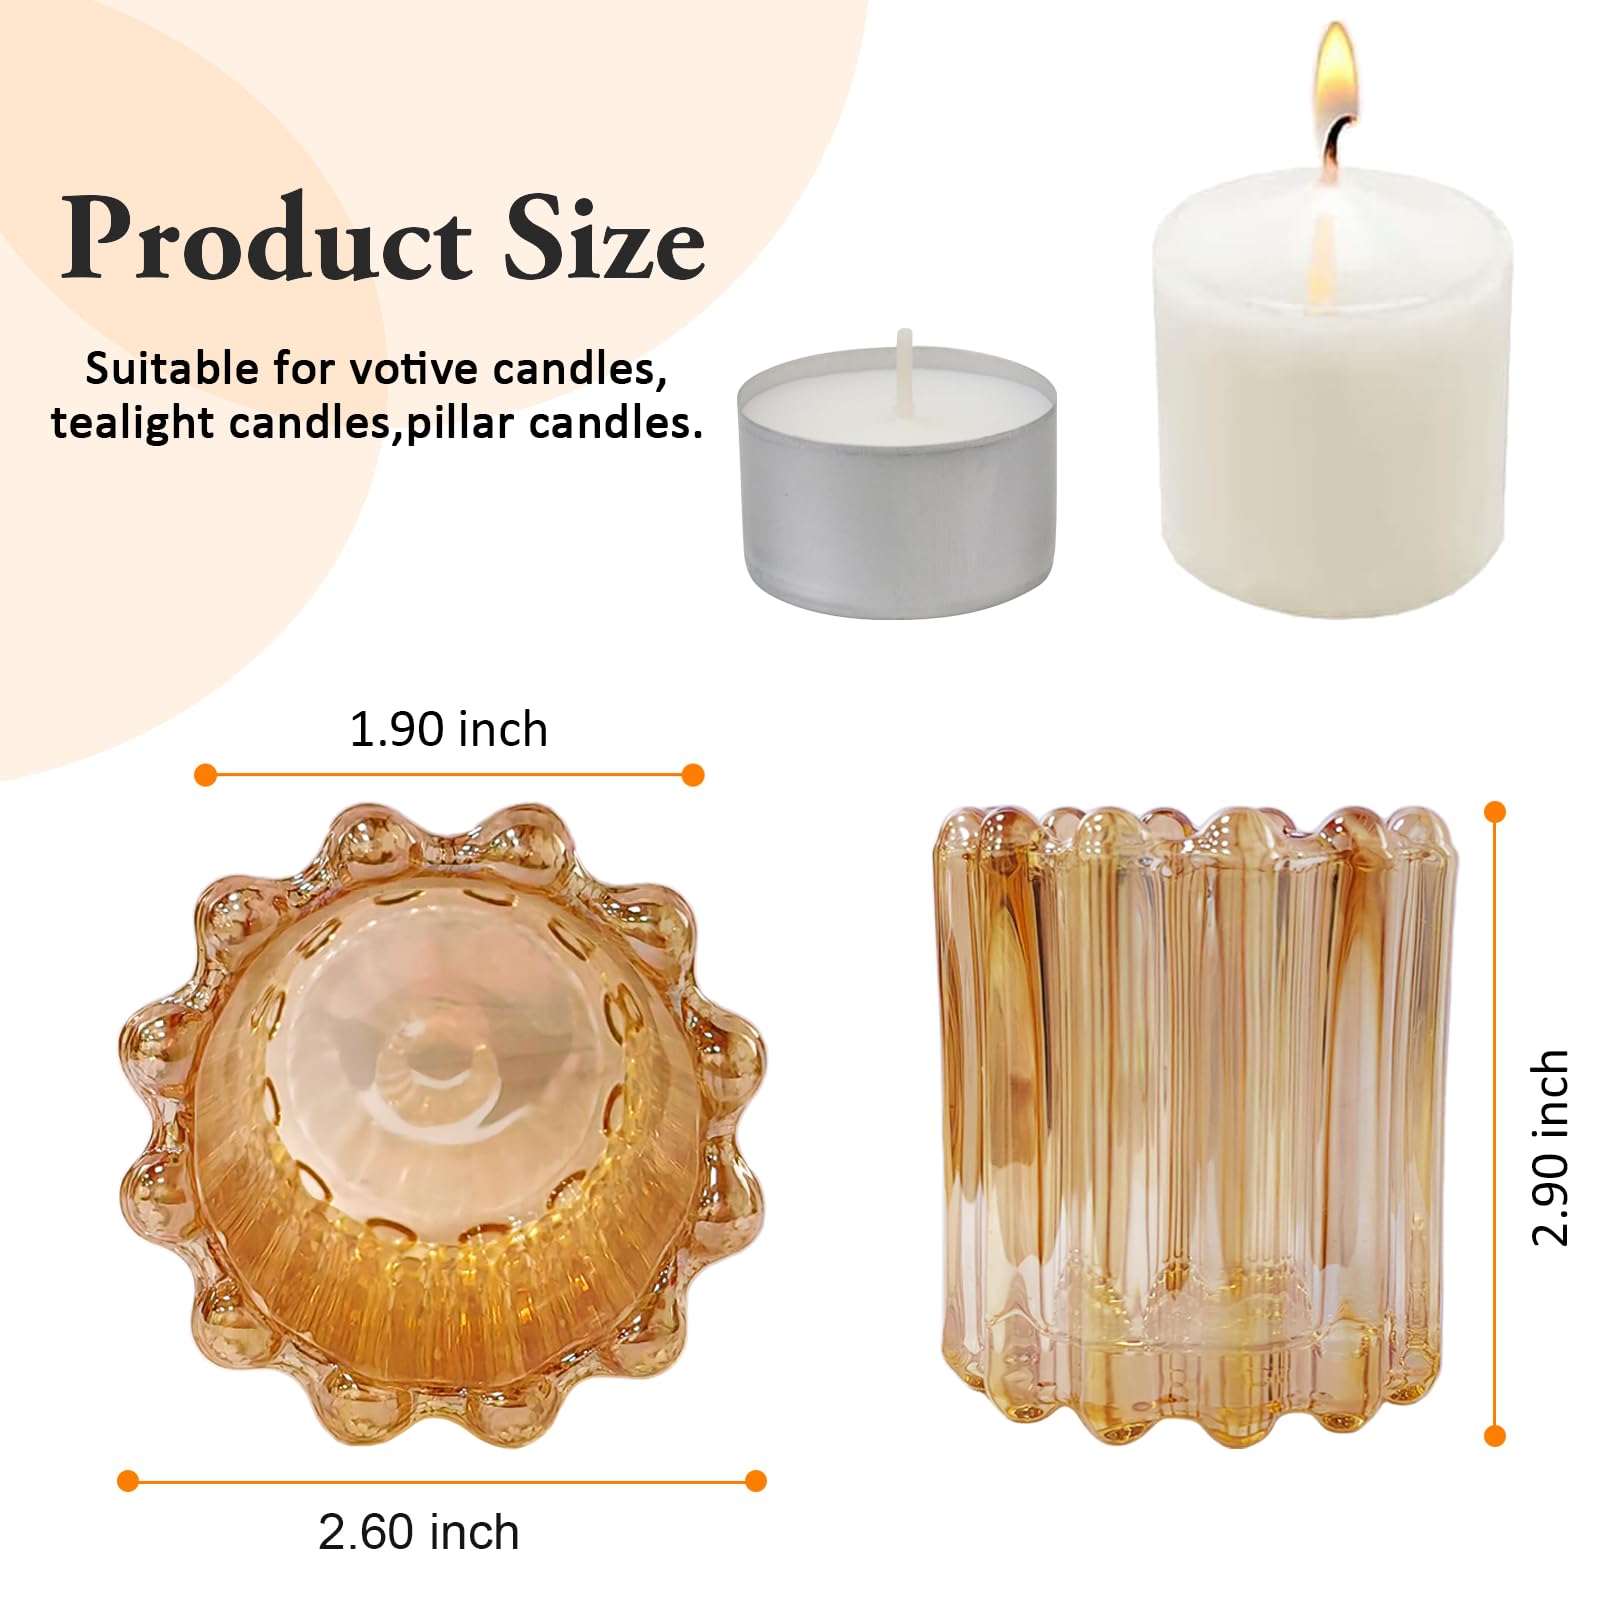 Product Size
Suitable for votive candles,
tealight candles,pillar candles.
1.90 inch
2.90 inch
2.60 inch